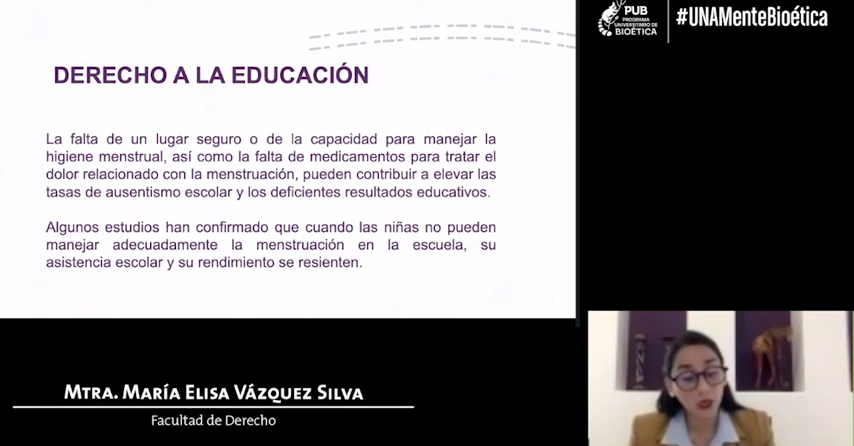 PUB
PROGRAMA
UNIVERSITARIO DE
BIOÉTICA
#UNAMenteBioética
DERECHO A LA EDUCACIÓN
La falta de un lugar seguro o de la capacidad para manejar la
higiene menstrual, así como la falta de medicamentos para tratar el
dolor relacionado con la menstruación, pueden contribuir a elevar las
tasas de ausentismo escolar y los deficientes resultados educativos.
Algunos estudios han confirmado que cuando las niñas no pueden
manejar adecuadamente la menstruación en la escuela, su
asistencia escolar y su rendimiento se resienten.
MTRA. MARÍA ELISA VÁZQUEZ SILVA
Facultad de Derecho